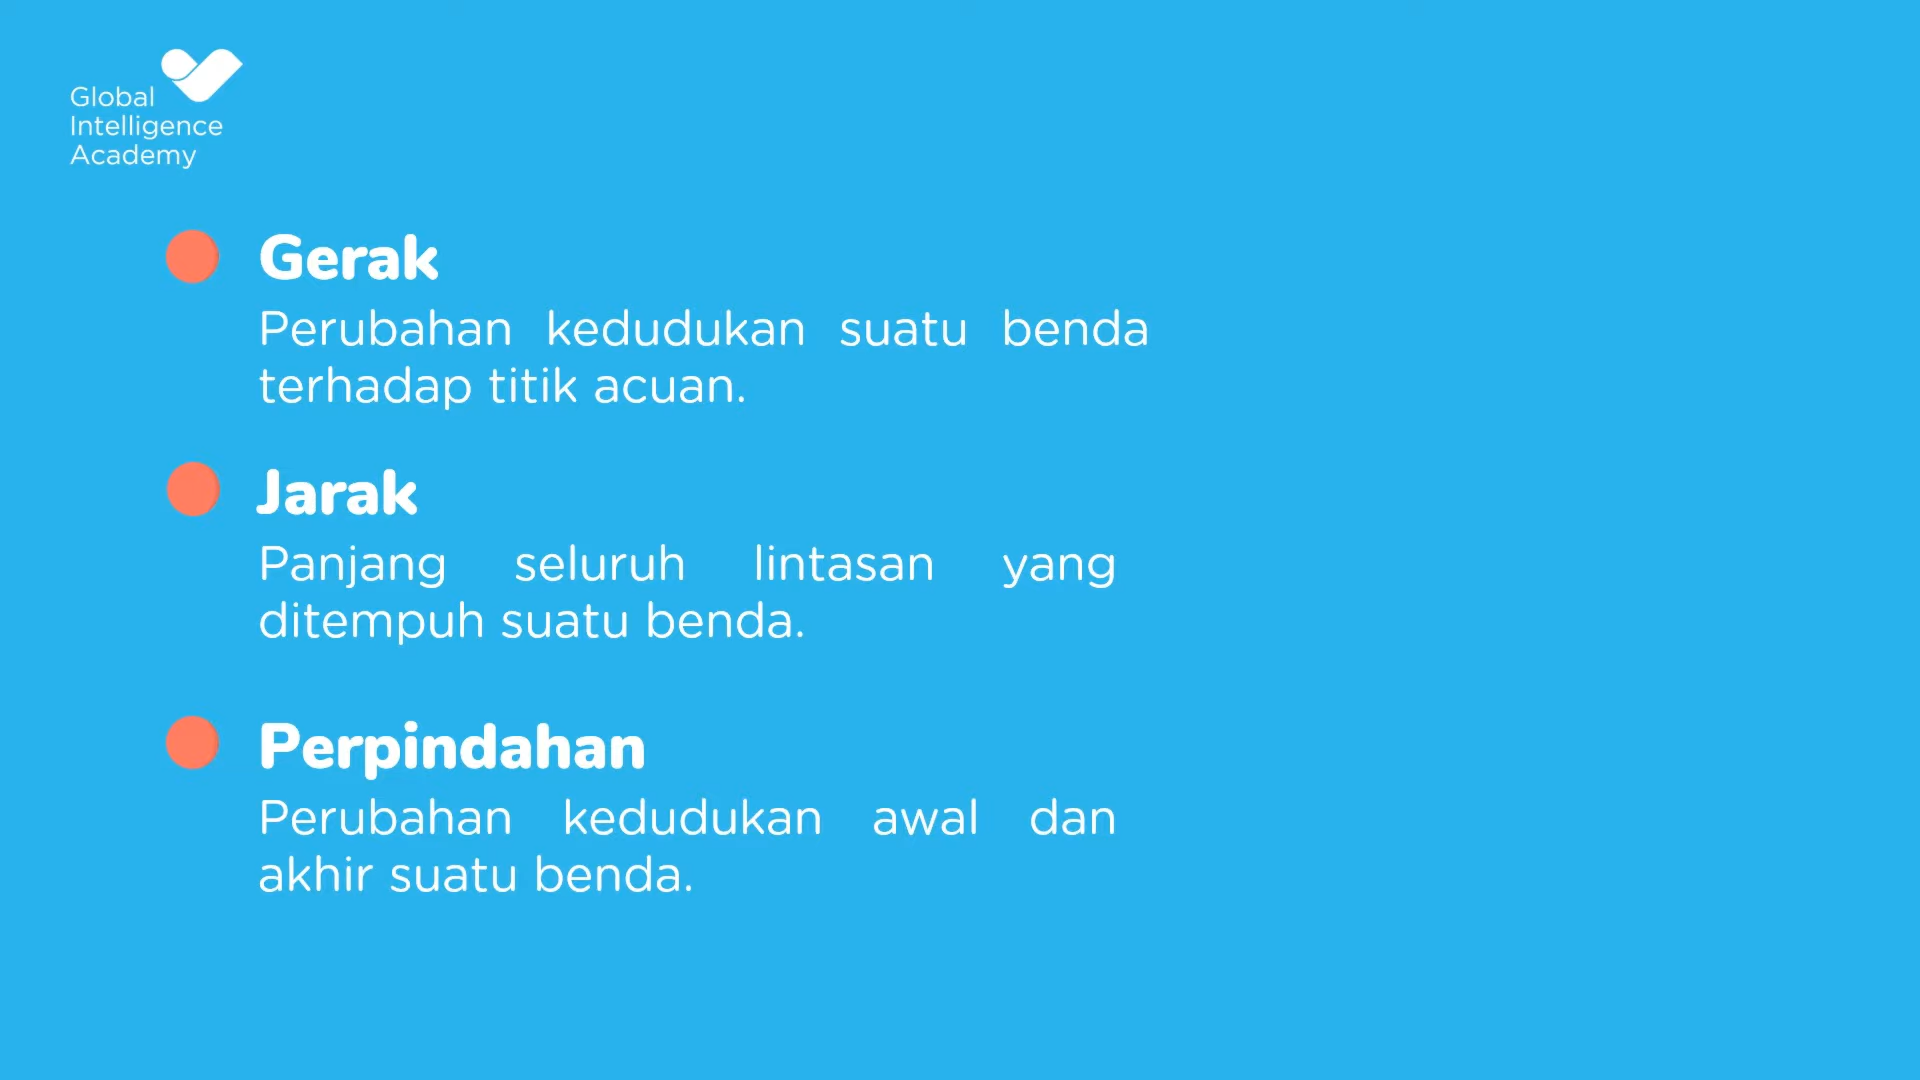 Global
Intelligence
Academy
Gerak
Perubahan kedudukan suatu benda
terhadap titik acuan.
Jarak
Panjang seluruh lintasan yang
ditempuh suatu benda.
Perpindahan
Perubahan kedudukan awal dan
akhir suatu benda.